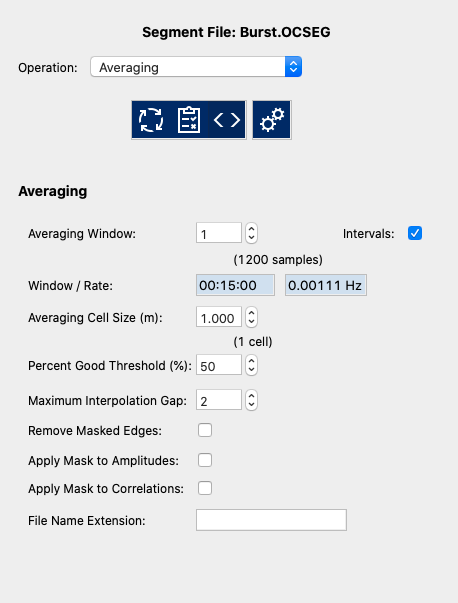 Segment File: Burst.OCSEG
Operation: Averaging
Averaging
Averaging Window: 1 Intervals:
(1200 samples)
Window / Rate: 00:15:00 0.00111 Hz
Averaging Cell Size (m): 1.000
(1 cell)
Percent Good Threshold (%): 50
Maximum Interpolation Gap: 2
Remove Masked Edges:
Apply Mask to Amplitudes:
Apply Mask to Correlations:
File Name Extension: